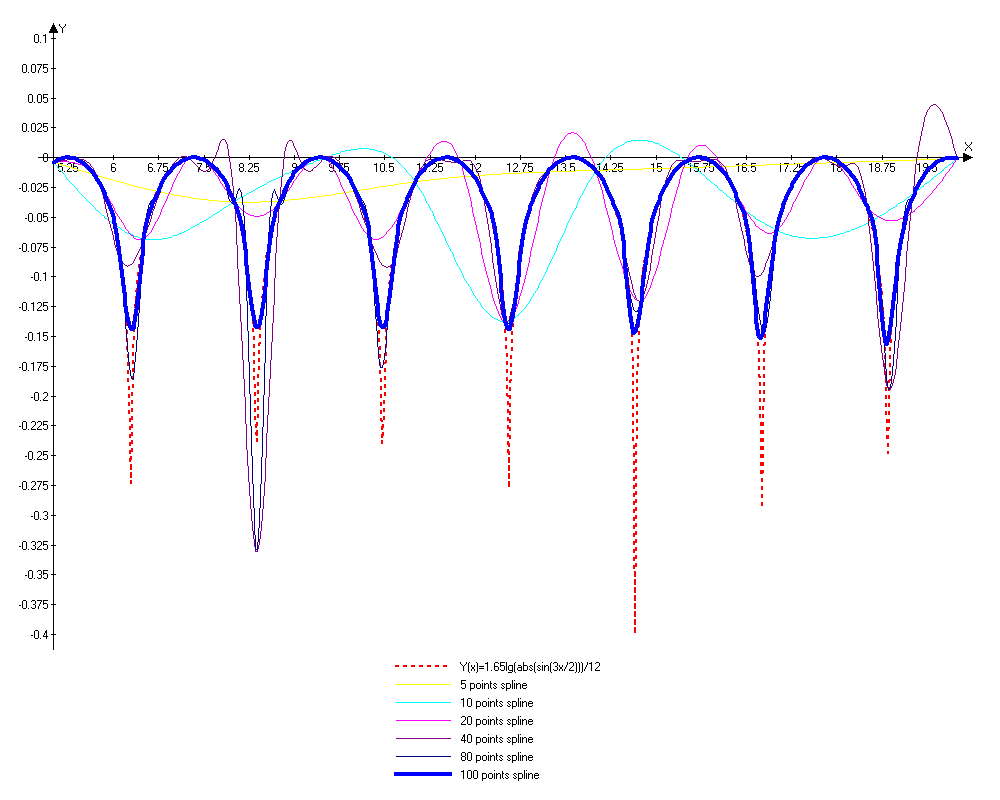 Y
0.1
0.075
0.05
0.025
0
X
5.25 6 6.75 7.5 8.25 9 9.75 10.5 11.25 12 12.75 13.5 14.25 15 15.75 16.5 17.25 18 18.75 19.5
-0.025
-0.05
-0.075
-0.1
-0.125
-0.15
-0.175
-0.2
-0.225
-0.25
-0.275
-0.3
-0.325
-0.35
-0.375
-0.4
Y(x)=1.65lg(abs(sin(3x/2)))/12
5 points spline
10 points spline
20 points spline
40 points spline
80 points spline
100 points spline